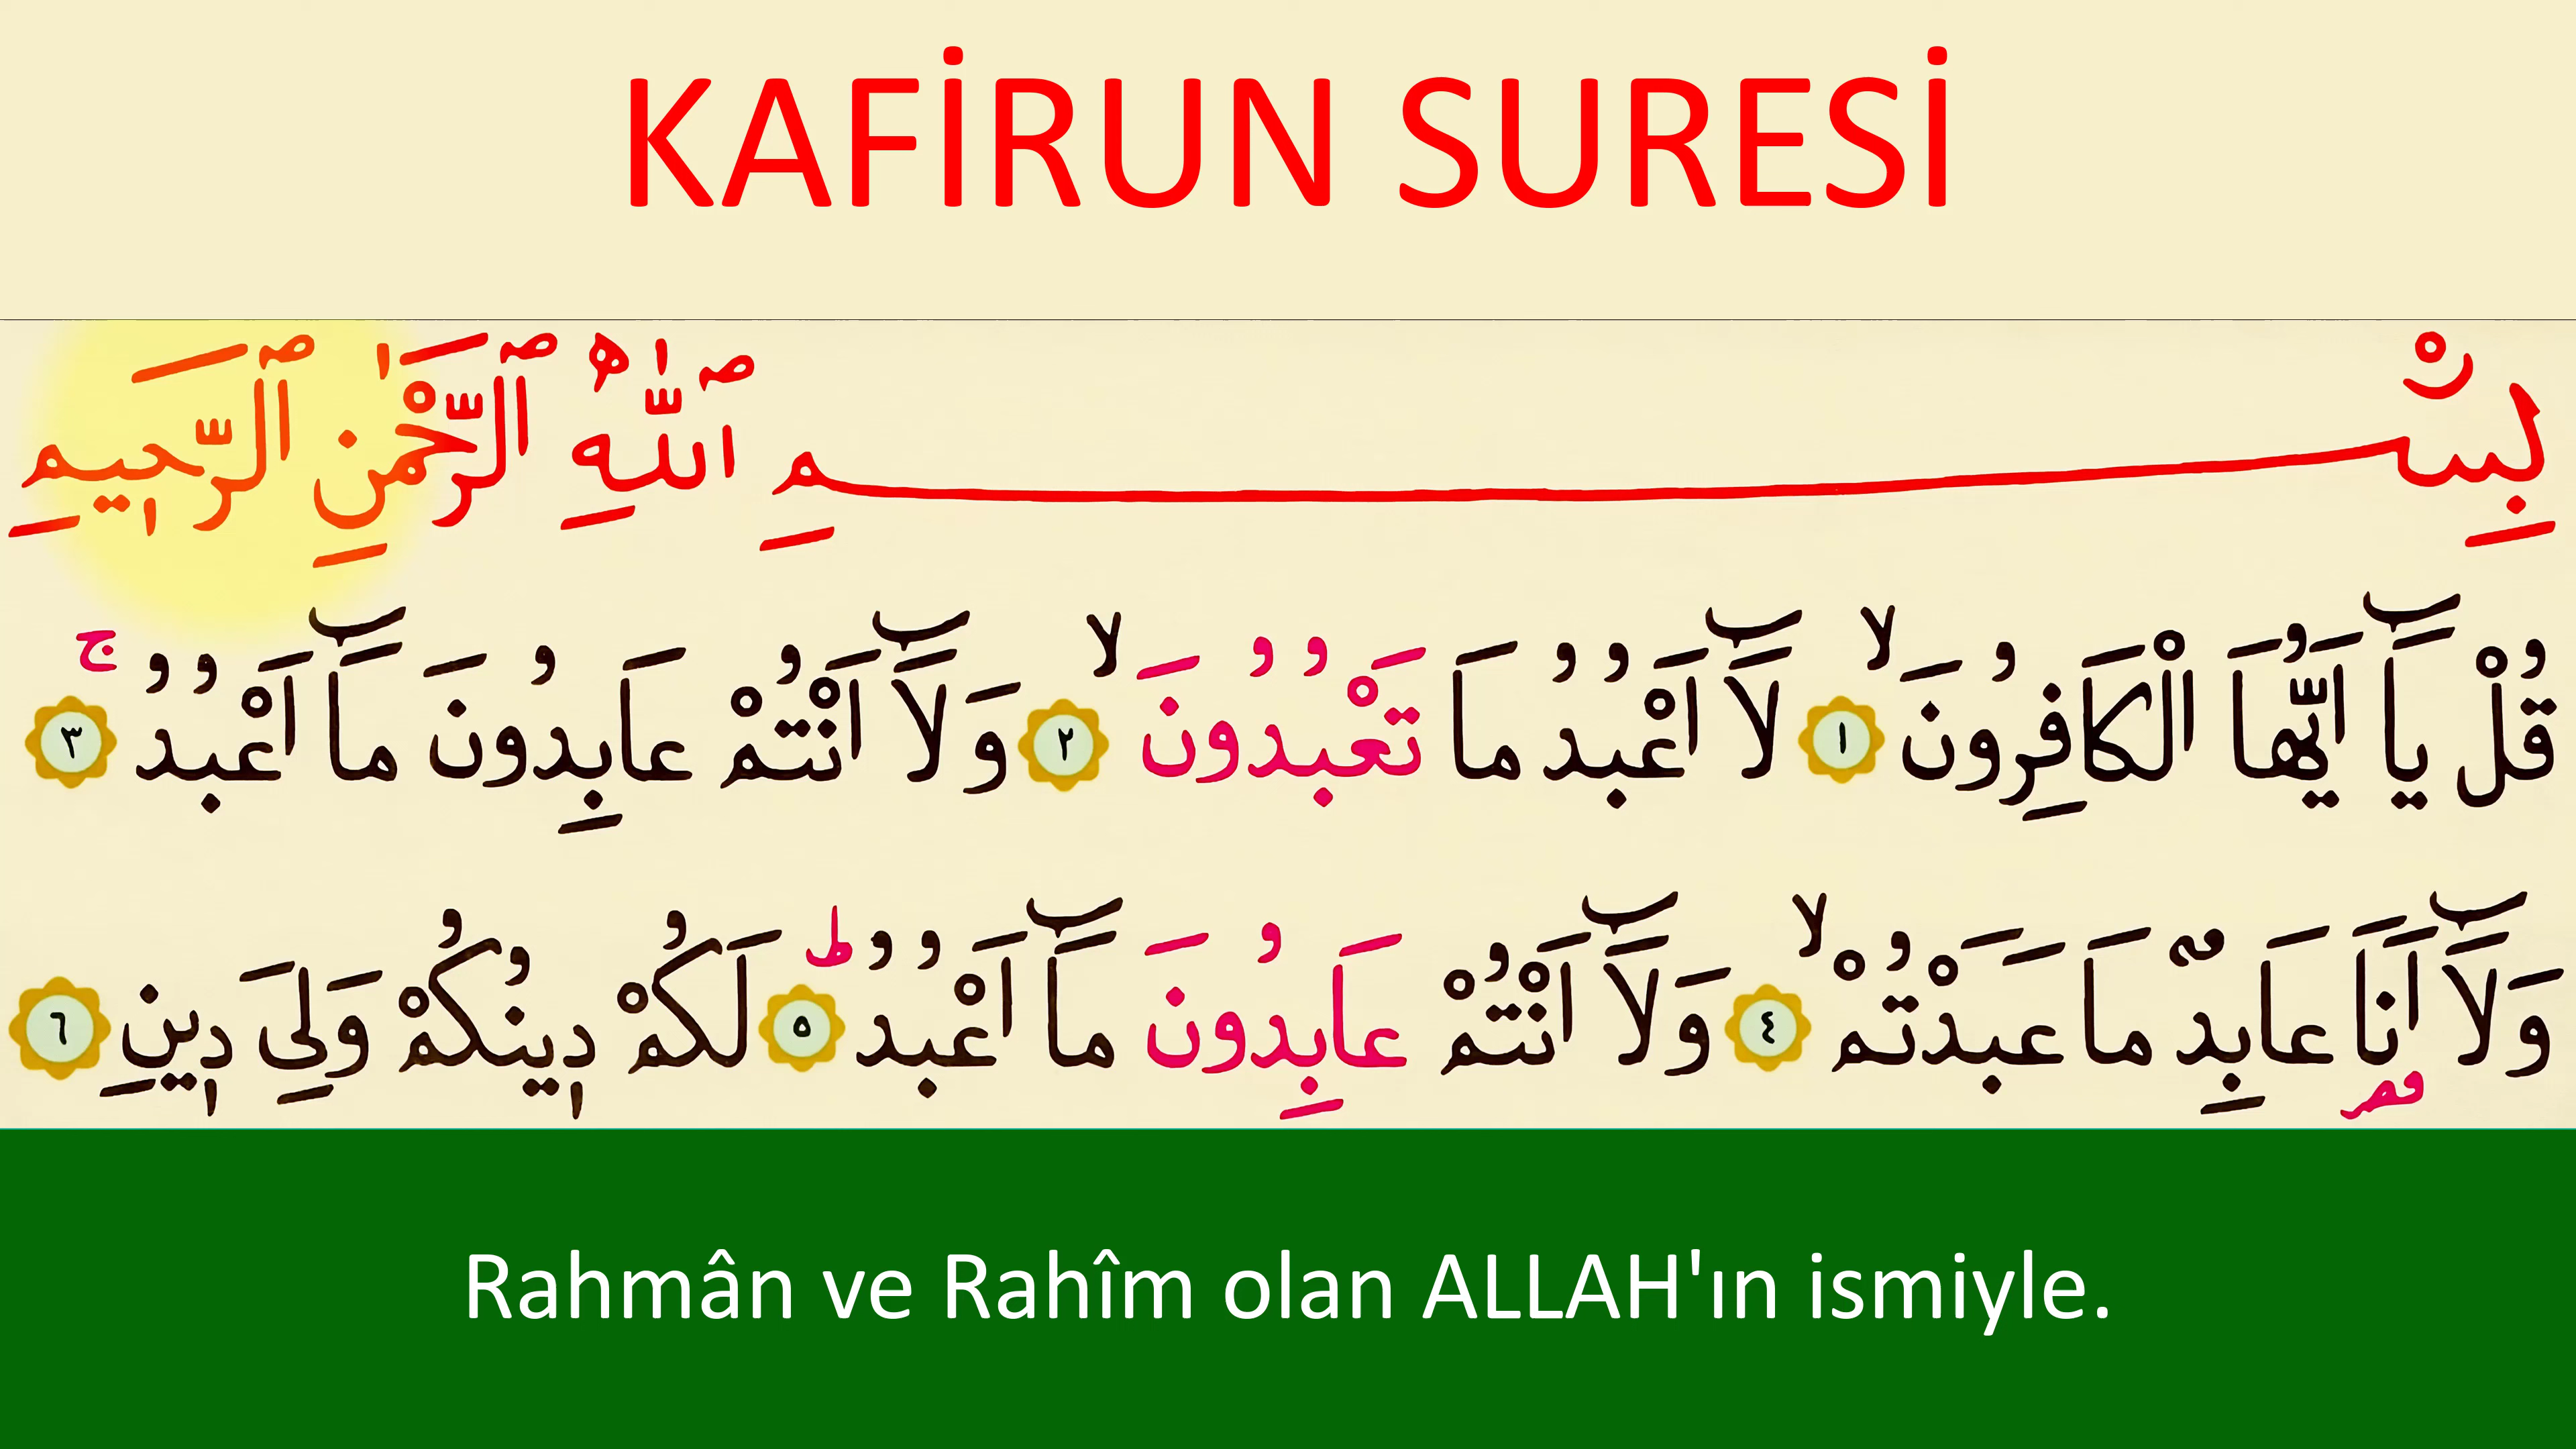 KAFİRUN SURESİ
بِسْمِ اللّٰهِ الرَّحْمٰنِ الرَّحٖيمِ
قُلْ يَٓا اَيُّهَا الْكَافِرُونَۙ ١ لَٓا اَعْبُدُ مَا تَعْبُدُونَۙ ٢ وَلَٓا اَنْتُمْ عَابِدُونَ مَٓا اَعْبُدُۚ ٣
وَلَٓا اَنَا۬ عَابِدٌ مَا عَبَدْتُمْۙ ٤ وَلَٓا اَنْتُمْ عَابِدُونَ مَٓا اَعْبُدُۜ ٥ لَكُمْ دٖينُكُمْ وَلِيَ دٖينِ ٦
Rahmân ve Rahîm olan ALLAH'ın ismiyle.